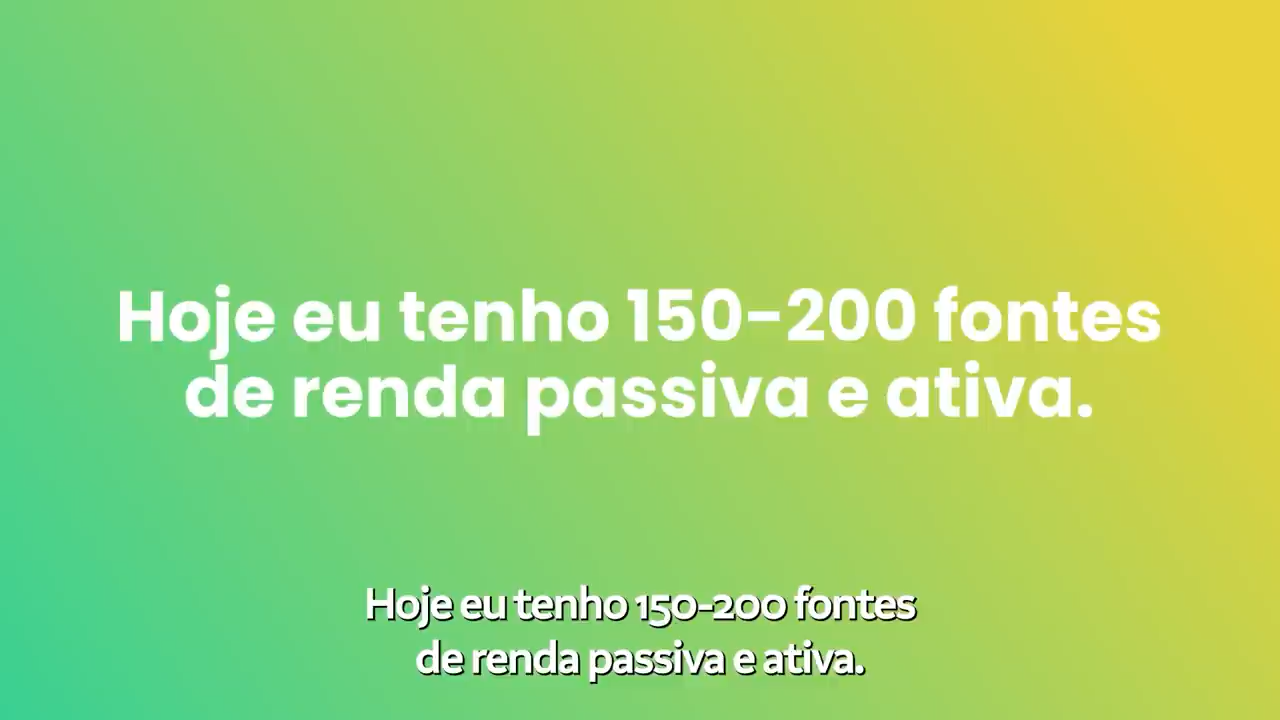 Hoje eu tenho 150-200 fontes
de renda passiva e ativa.
Hoje eu tenho 150-200 fontes
de renda passiva e ativa.